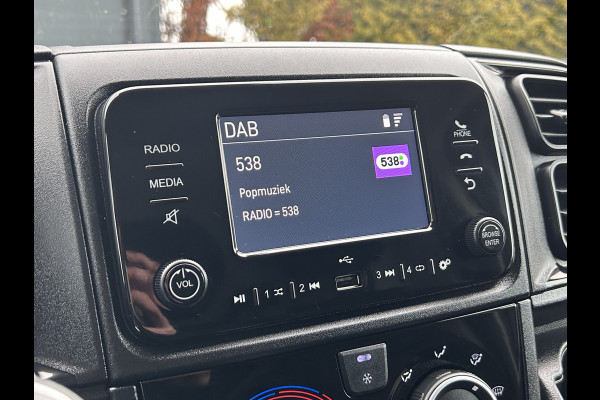 DAB
538
538
Popmuziek
RADIO = 538
RADIO
MEDIA
VOL
PHONE
BROWSE
ENTER
1 2 3 4